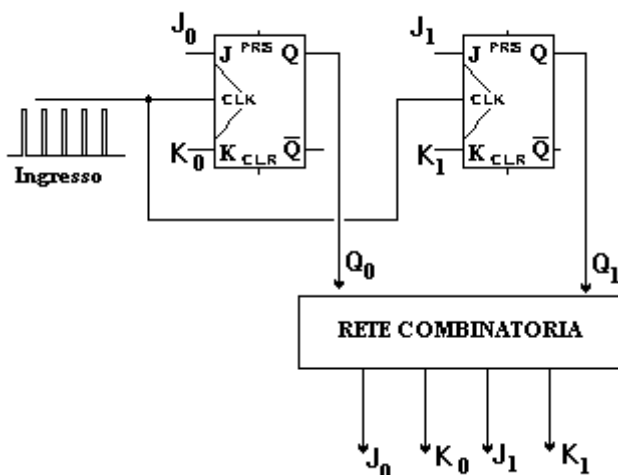 J0 J1
J PRS Q J PRS Q
CLK CLK
K0 K CLR Q̅ K1 K CLR Q̅
Ingresso
Q0 Q1
RETE COMBINATORIA
J0 K0 J1 K1